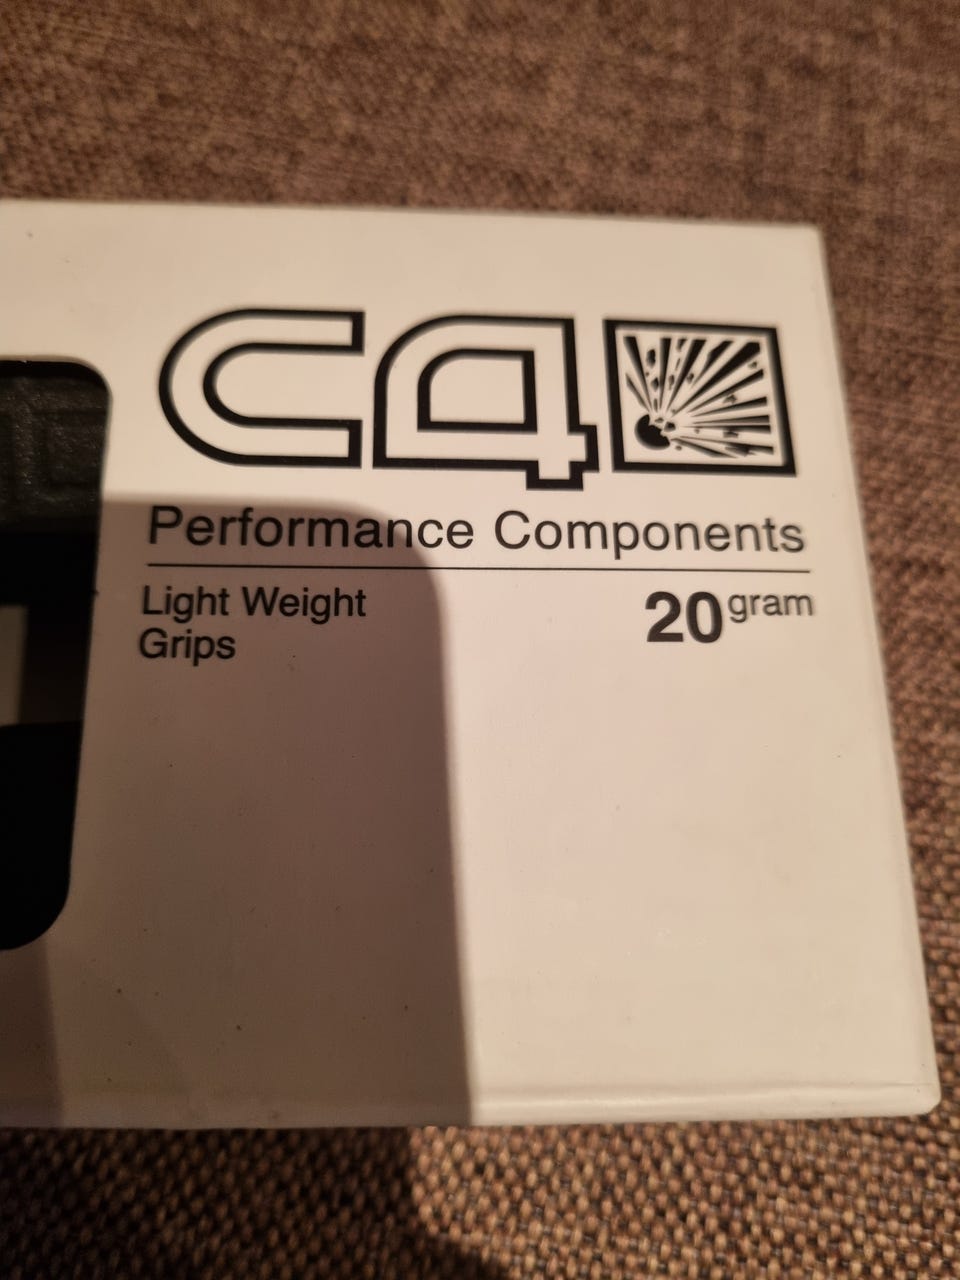 C4
Performance Components
Light Weight
Grips
20 gram